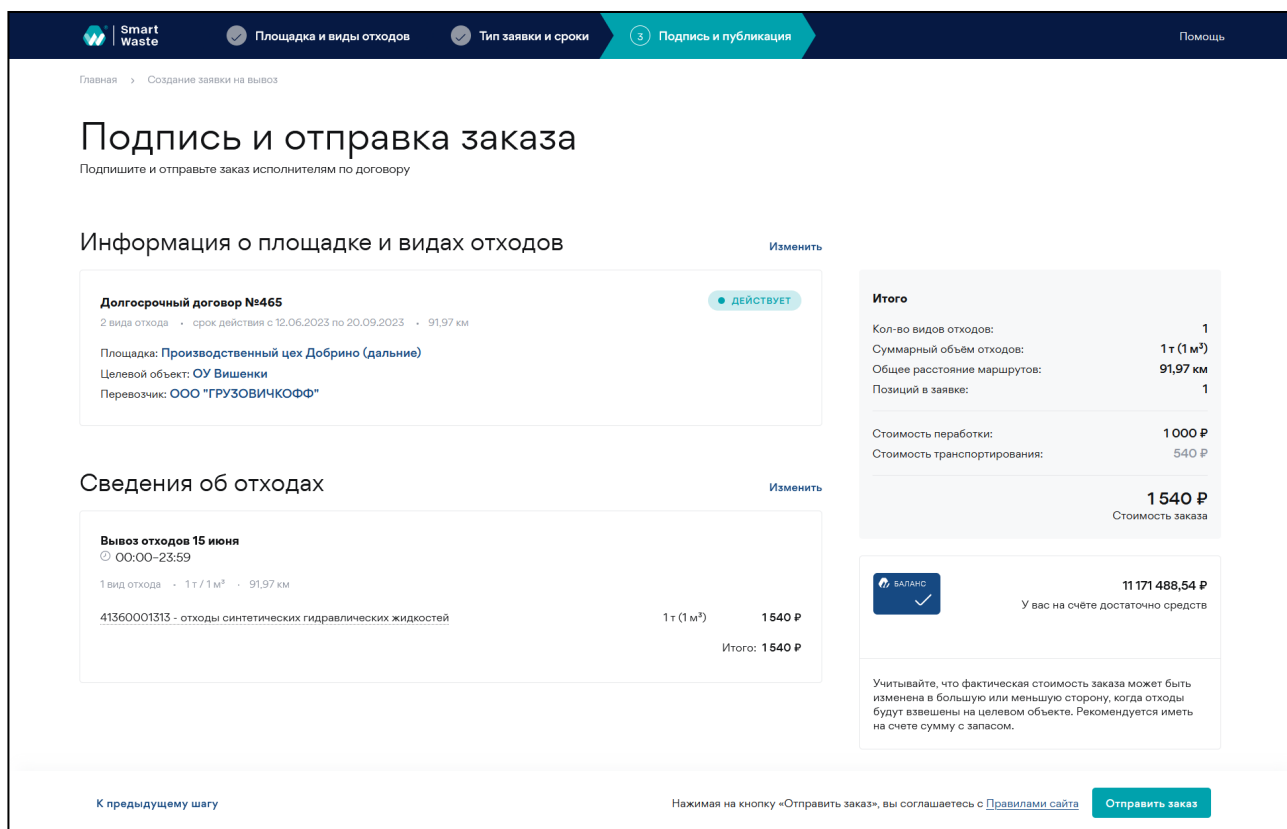 Smart
Waste
Площадка и виды отходов
Тип заявки и сроки
3 Подпись и публикация
Помощь
Главная › Создание заявки на вывоз
Подпись и отправка заказа
Подпишите и отправьте заказ исполнителям по договору
Информация о площадке и видах отходов
Изменить
Долгосрочный договор №465
ДЕЙСТВУЕТ
2 вида отхода • срок действия с 12.06.2023 по 20.09.2023 • 91,97 км
Площадка: Производственный цех Добрино (дальние)
Целевой объект: ОУ Вишенки
Перевозчик: ООО "ГРУЗОВИЧКОФФ"
Сведения об отходах
Изменить
Вывоз отходов 15 июня
00:00–23:59
1 вид отхода • 1 т / 1 м³ • 91,97 км
41360001313 - отходы синтетических гидравлических жидкостей 1 т (1 м³) 1 540 ₽
Итого: 1 540 ₽
Итого
Кол-во видов отходов: 1
Суммарный объём отходов: 1 т (1 м³)
Общее расстояние маршрутов: 91,97 км
Позиций в заявке: 1
Стоимость пеработки: 1 000 ₽
Стоимость транспортирования: 540 ₽
1 540 ₽
Стоимость заказа
БАЛАНС
11 171 488,54 ₽
У вас на счёте достаточно средств
Учитывайте, что фактическая стоимость заказа может быть
изменена в большую или меньшую сторону, когда отходы
будут взвешены на целевом объекте. Рекомендуется иметь
на счете сумму с запасом.
К предыдущему шагу
Нажимая на кнопку «Отправить заказ», вы соглашаетесь с Правилами сайта
Отправить заказ